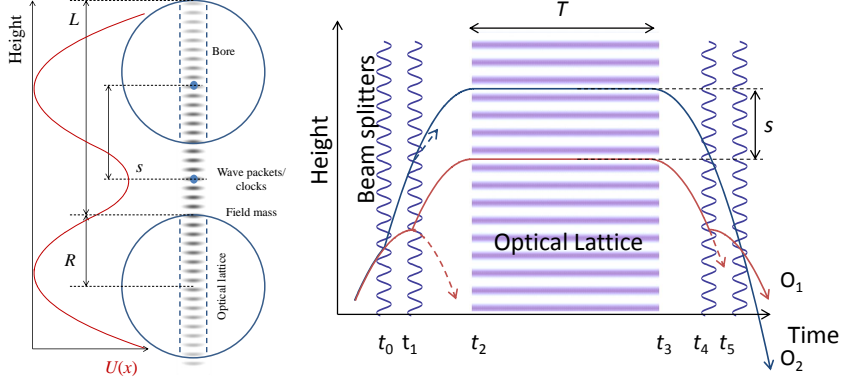 Height
L
Bore
s
Wave packets/
clocks
Field mass
R
Optical lattice
U(x)
Height
Beam splitters
T
s
Optical Lattice
O1
t0
t1
t2
t3
t4
t5
Time
O2